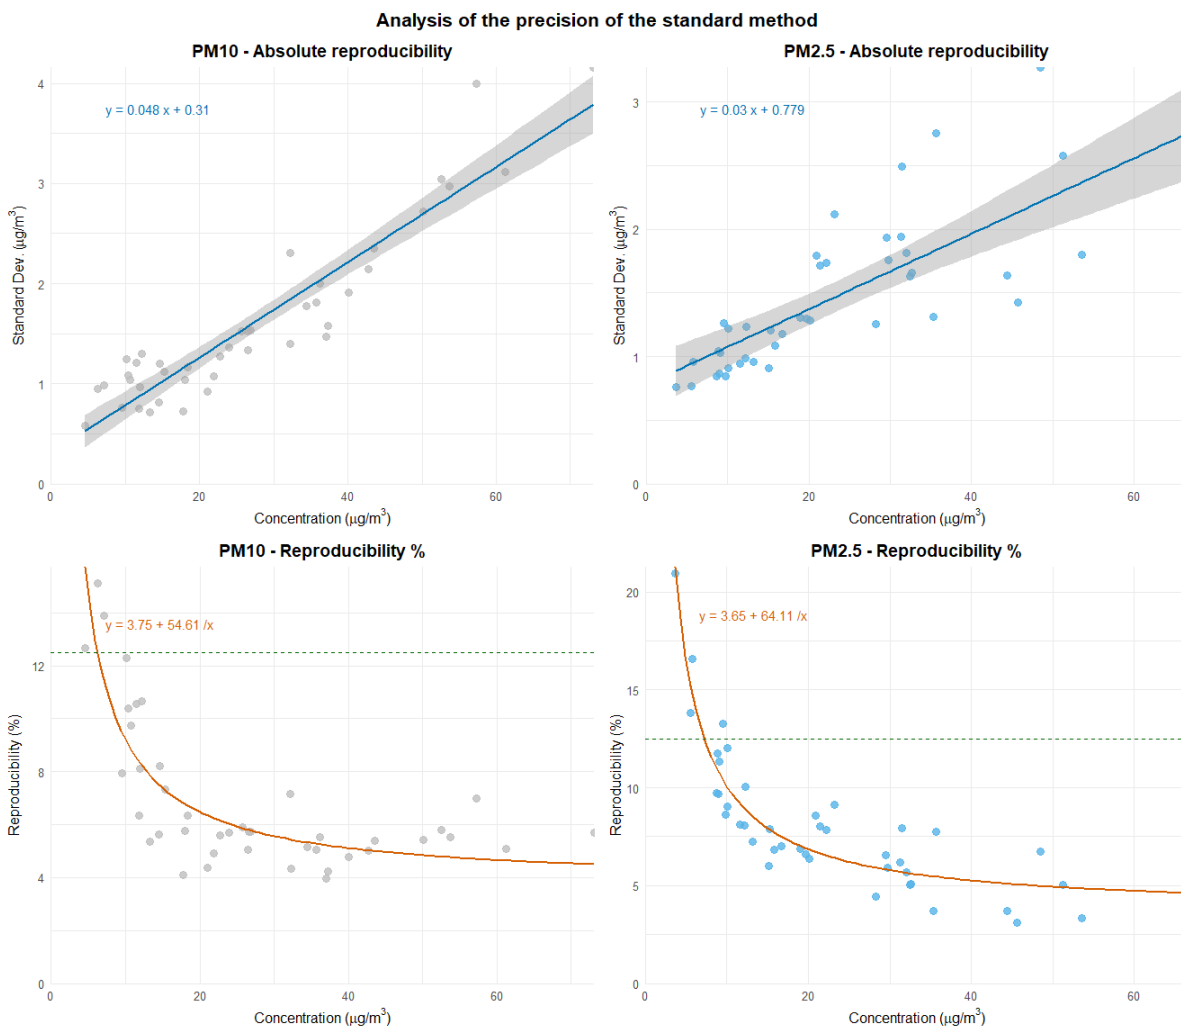 Analysis of the precision of the standard method
PM10 - Absolute reproducibility
y = 0.048 x + 0.31
Standard Dev. (μg/m³)
4
3
2
1
0
0 20 40 60
Concentration (μg/m³)
PM2.5 - Absolute reproducibility
y = 0.03 x + 0.779
Standard Dev. (μg/m³)
3
2
1
0
0 20 40 60
Concentration (μg/m³)
PM10 - Reproducibility %
y = 3.75 + 54.61 /x
Reproducibility (%)
12
8
4
0
0 20 40 60
Concentration (μg/m³)
PM2.5 - Reproducibility %
y = 3.65 + 64.11 /x
Reproducibility (%)
20
15
10
5
0
0 20 40 60
Concentration (μg/m³)